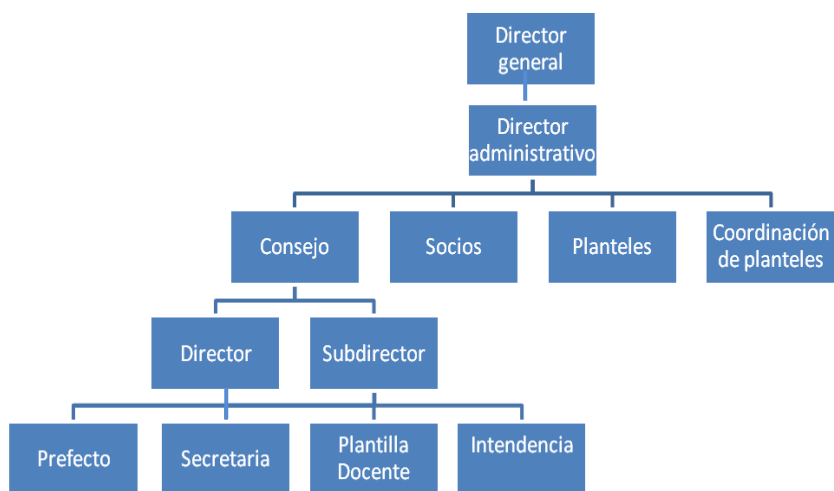 Director
general
Director
administrativo
Consejo
Socios
Planteles
Coordinación
de planteles
Director
Subdirector
Prefecto
Secretaria
Plantilla
Docente
Intendencia